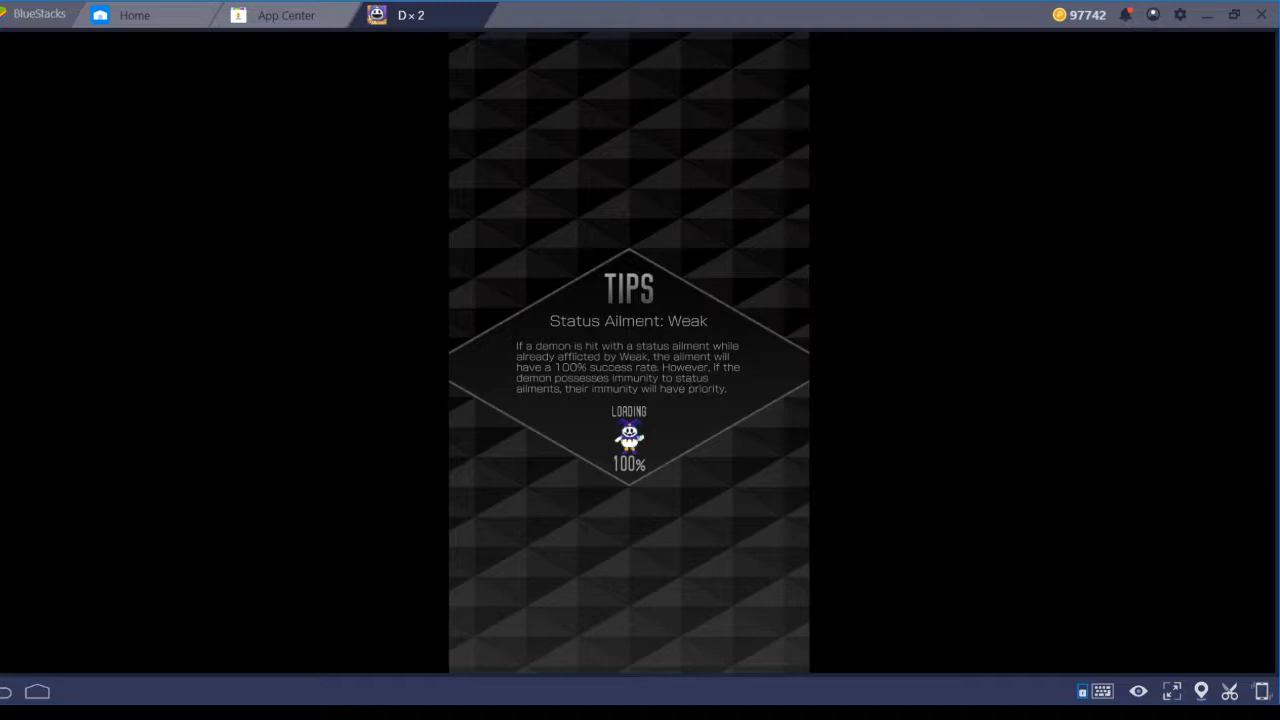 BlueStacks
Home
App Center
D×2
97742
TIPS
Status Ailment: Weak
If a demon is hit with a status ailment while
already afflicted by Weak, the ailment will
have a 100% success rate. However, if the
demon possesses immunity to status
ailments, their immunity will have priority.
LOADING
100%